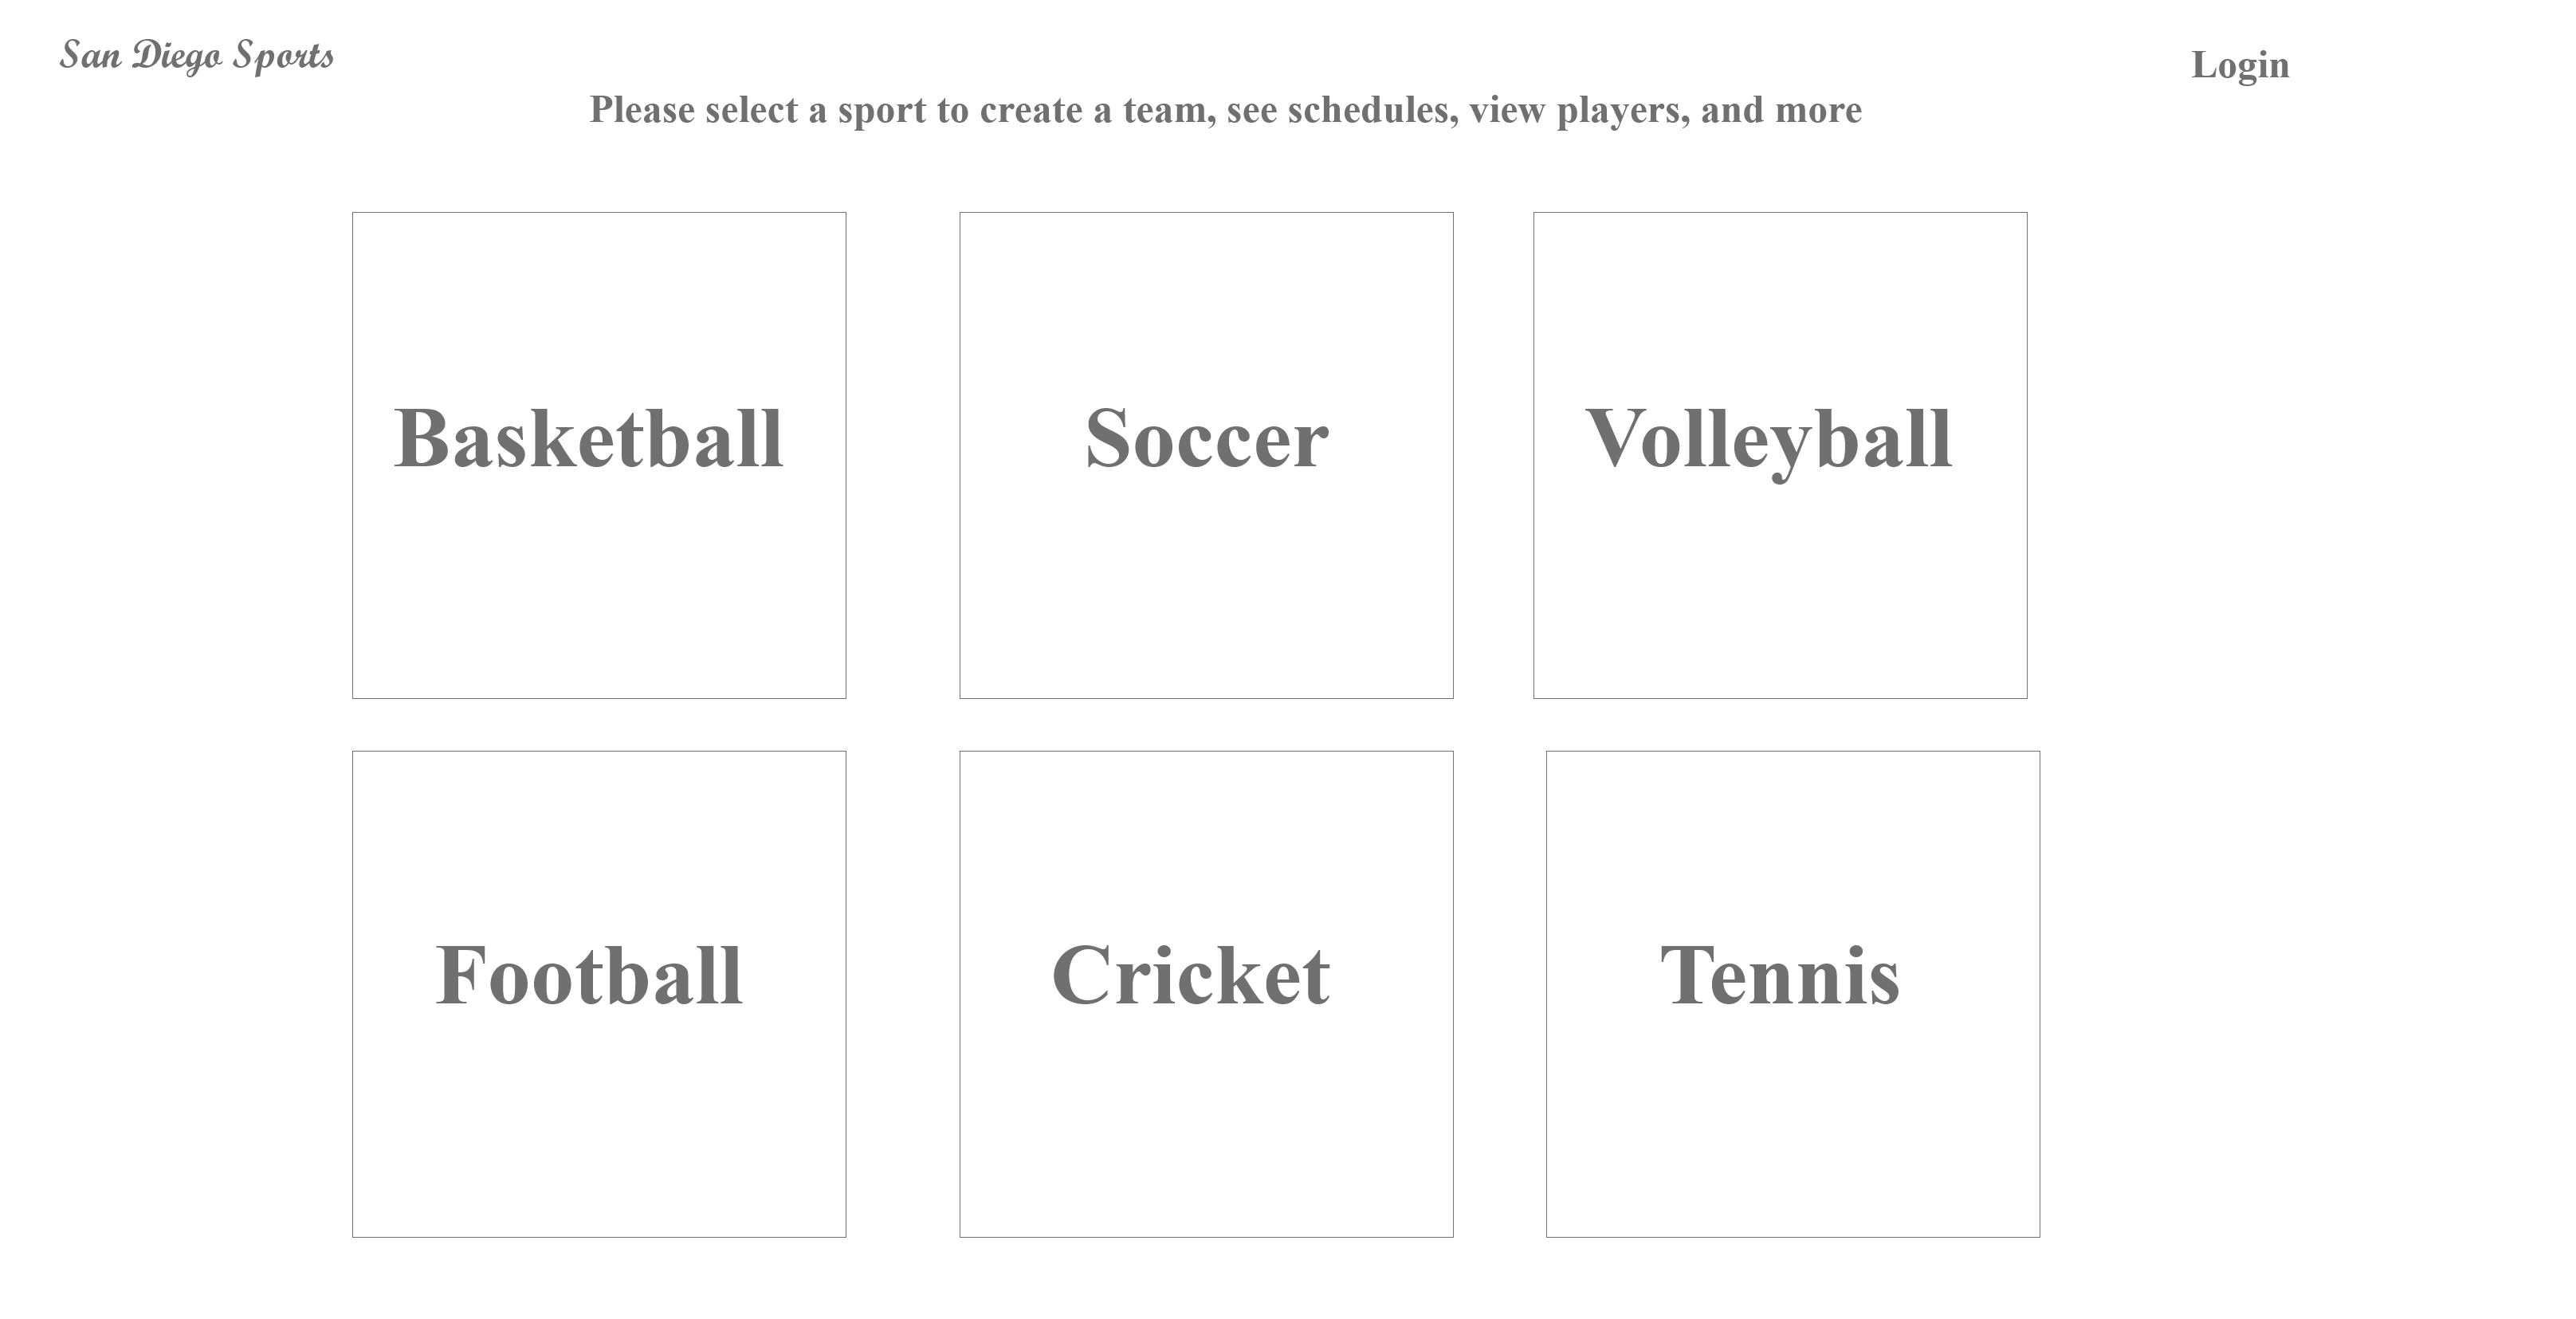 San Diego Sports
Login
Please select a sport to create a team, see schedules, view players, and more
Basketball
Soccer
Volleyball
Football
Cricket
Tennis